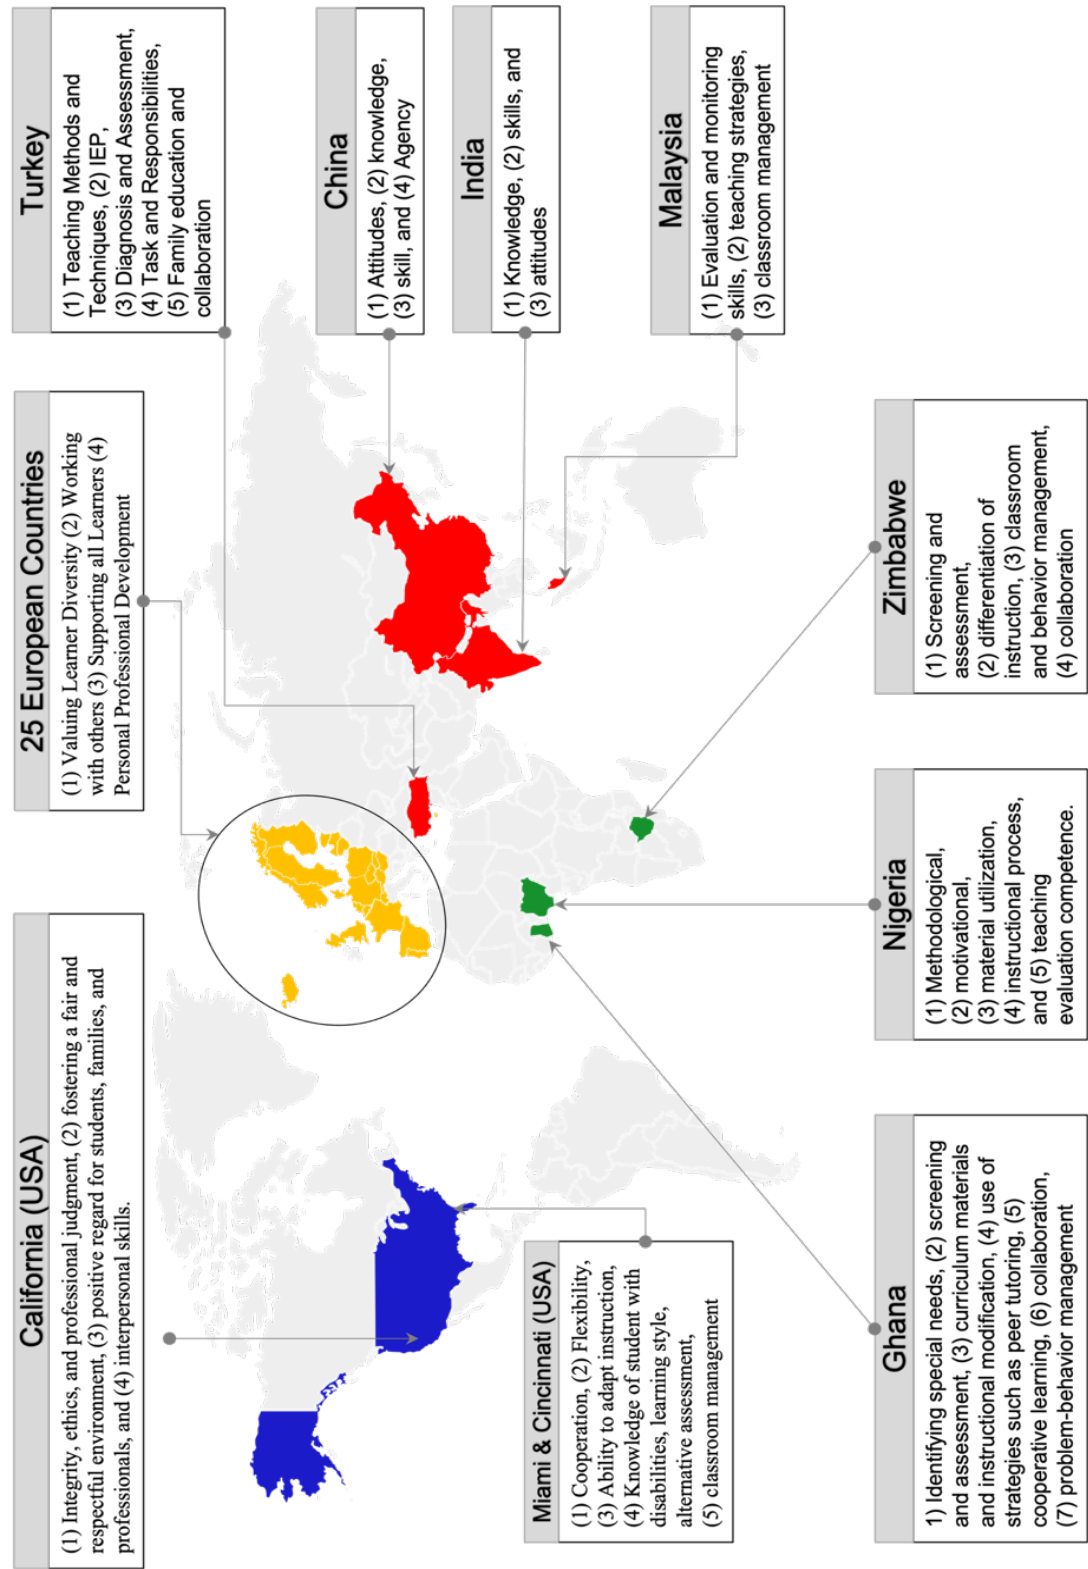 California (USA)
(1) Integrity, ethics, and professional judgment, (2) fostering a fair and
respectful environment, (3) positive regard for students, families, and
professionals, and (4) interpersonal skills.
25 European Countries
(1) Valuing Learner Diversity (2) Working
with others (3) Supporting all Learners (4)
Personal Professional Development
Turkey
(1) Teaching Methods and
Techniques, (2) IEP,
(3) Diagnosis and Assessment,
(4) Task and Responsibilities,
(5) Family education and
collaboration
China
(1) Attitudes, (2) knowledge,
(3) skill, and (4) Agency
India
(1) Knowledge, (2) skills, and
(3) attitudes
Malaysia
(1) Evaluation and monitoring
skills, (2) teaching strategies,
(3) classroom management
Miami & Cincinnati (USA)
(1) Cooperation, (2) Flexibility,
(3) Ability to adapt instruction,
(4) Knowledge of student with
disabilities, learning style,
alternative assessment,
(5) classroom management
Ghana
1) Identifying special needs, (2) screening
and assessment, (3) curriculum materials
and instructional modification, (4) use of
strategies such as peer tutoring, (5)
cooperative learning, (6) collaboration,
(7) problem-behavior management
Nigeria
(1) Methodological,
(2) motivational,
(3) material utilization,
(4) instructional process,
and (5) teaching
evaluation competence.
Zimbabwe
(1) Screening and
assessment,
(2) differentiation of
instruction, (3) classroom
and behavior management,
(4) collaboration